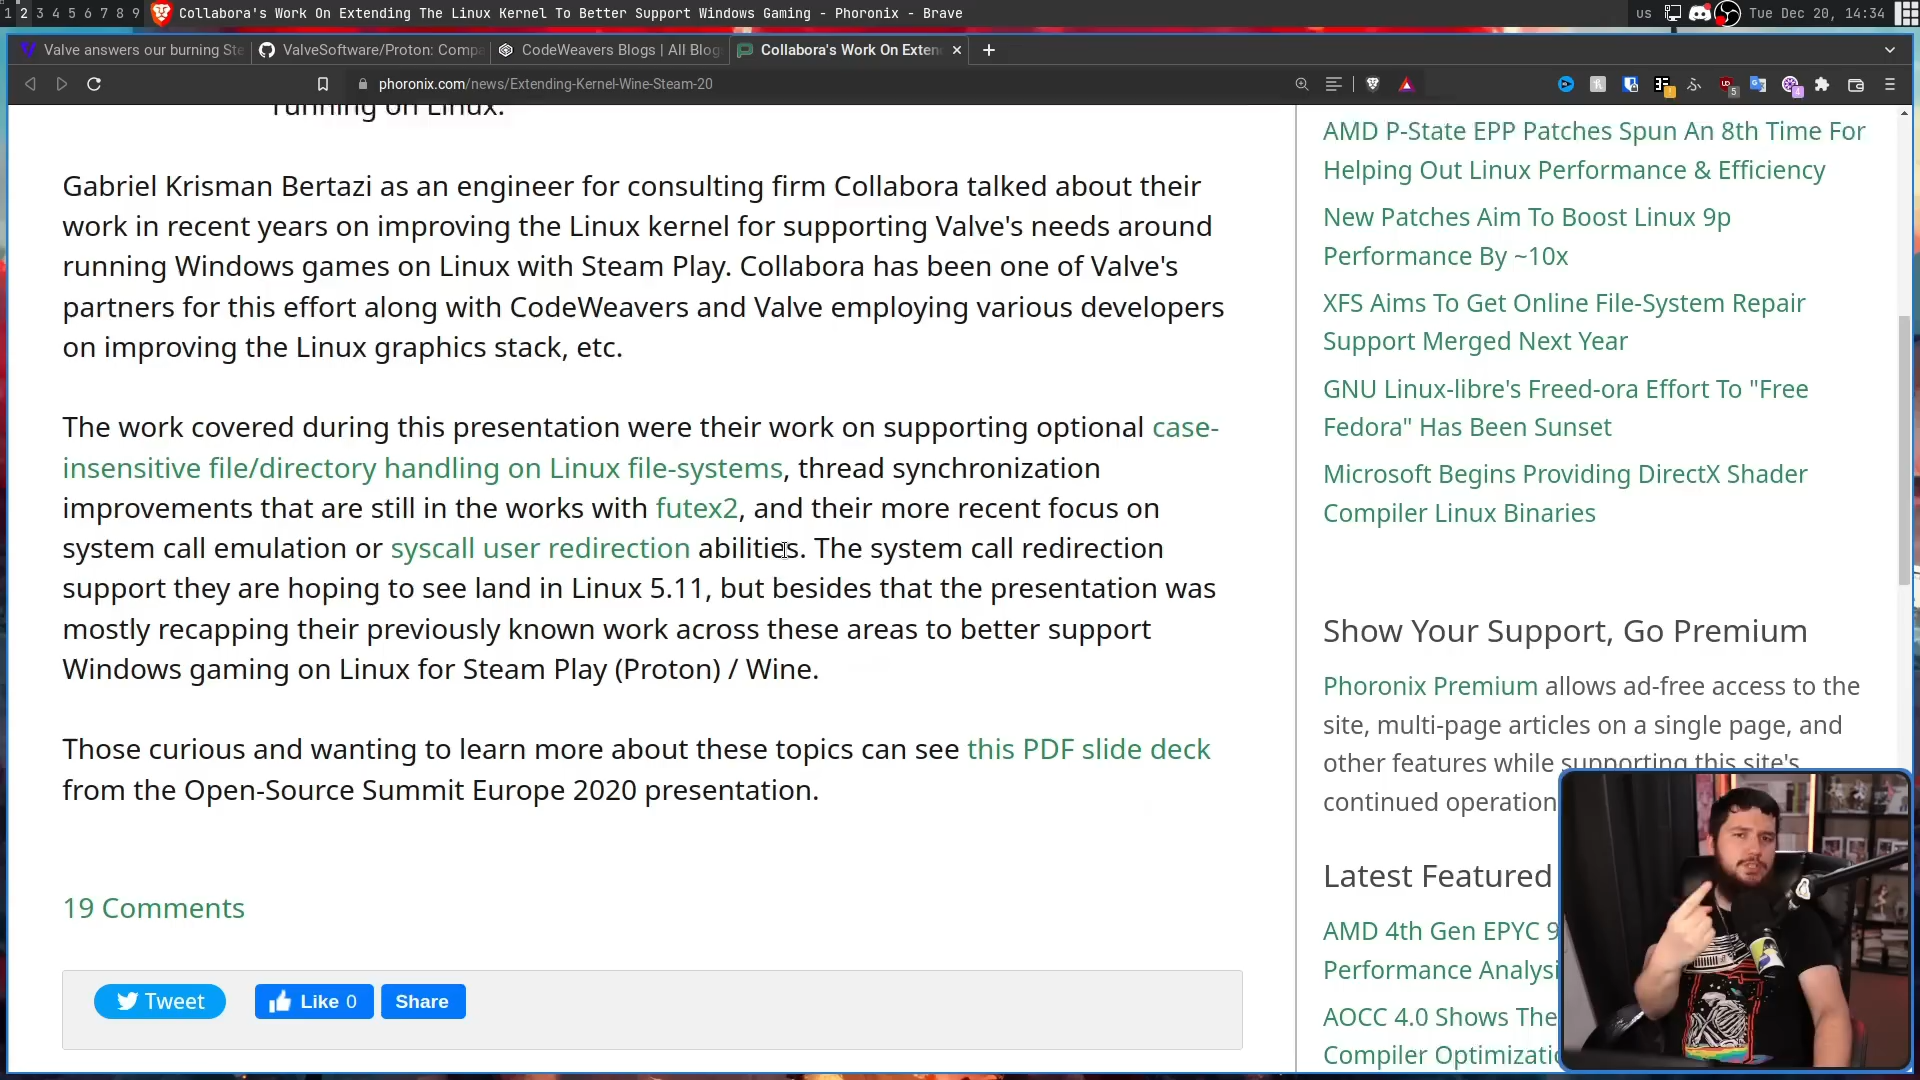 1 2 3 4 5 6 7 8 9 Collabora's Work On Extending The Linux Kernel To Better Support Windows Gaming - Phoronix - Brave
us Tue Dec 20, 14:34
Valve answers our burning Ste
ValveSoftware/Proton: Compa
CodeWeavers Blogs | All Blog
Collabora's Work On Exten
phoronix.com/news/Extending-Kernel-Wine-Steam-20
running on Linux.
Gabriel Krisman Bertazi as an engineer for consulting firm Collabora talked about their
work in recent years on improving the Linux kernel for supporting Valve's needs around
running Windows games on Linux with Steam Play. Collabora has been one of Valve's
partners for this effort along with CodeWeavers and Valve employing various developers
on improving the Linux graphics stack, etc.
The work covered during this presentation were their work on supporting optional case-
insensitive file/directory handling on Linux file-systems, thread synchronization
improvements that are still in the works with futex2, and their more recent focus on
system call emulation or syscall user redirection abilities. The system call redirection
support they are hoping to see land in Linux 5.11, but besides that the presentation was
mostly recapping their previously known work across these areas to better support
Windows gaming on Linux for Steam Play (Proton) / Wine.
Those curious and wanting to learn more about these topics can see this PDF slide deck
from the Open-Source Summit Europe 2020 presentation.
19 Comments
Tweet
Like 0
Share
AMD P-State EPP Patches Spun An 8th Time For
Helping Out Linux Performance & Efficiency
New Patches Aim To Boost Linux 9p
Performance By ~10x
XFS Aims To Get Online File-System Repair
Support Merged Next Year
GNU Linux-libre's Freed-ora Effort To "Free
Fedora" Has Been Sunset
Microsoft Begins Providing DirectX Shader
Compiler Linux Binaries
Show Your Support, Go Premium
Phoronix Premium allows ad-free access to the
site, multi-page articles on a single page, and
other features while supporting this site's
continued operation
Latest Featured
AMD 4th Gen EPYC 9
Performance Analysi
AOCC 4.0 Shows The
Compiler Optimizatio